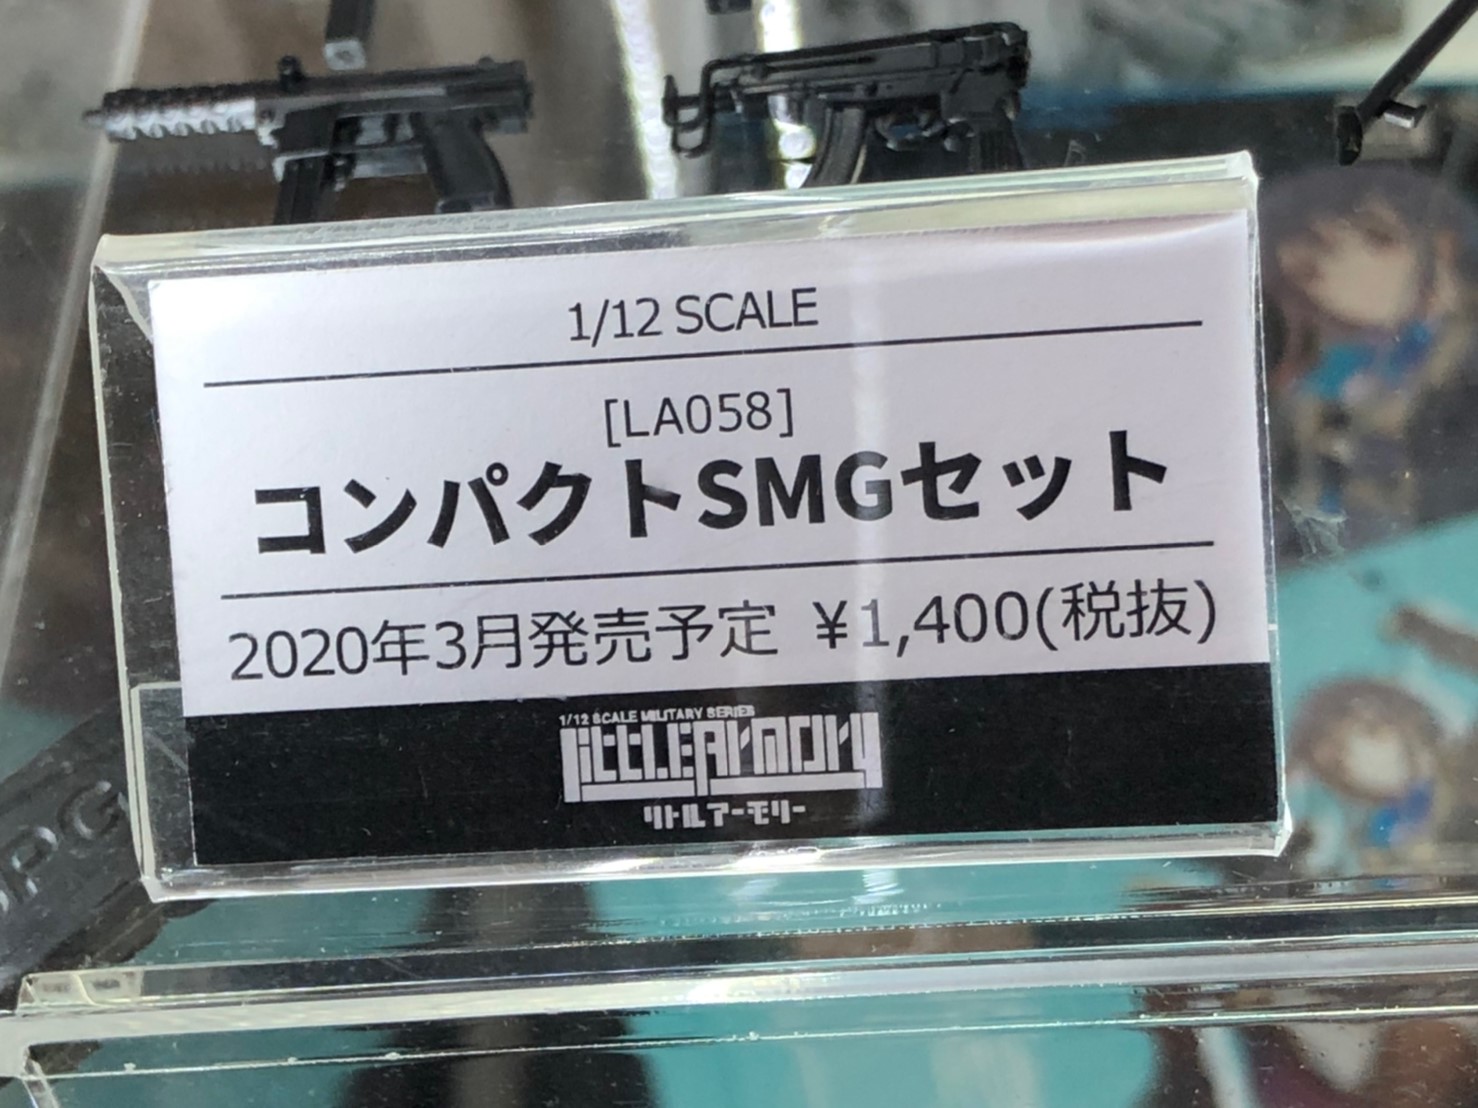 1/12 SCALE
[LA058]
コンパクトSMGセット
2020年3月発売予定 ¥1,400(税抜)
1/12 SCALE MILITARY SERIES
LittLEARMORY
リトルアーモリー